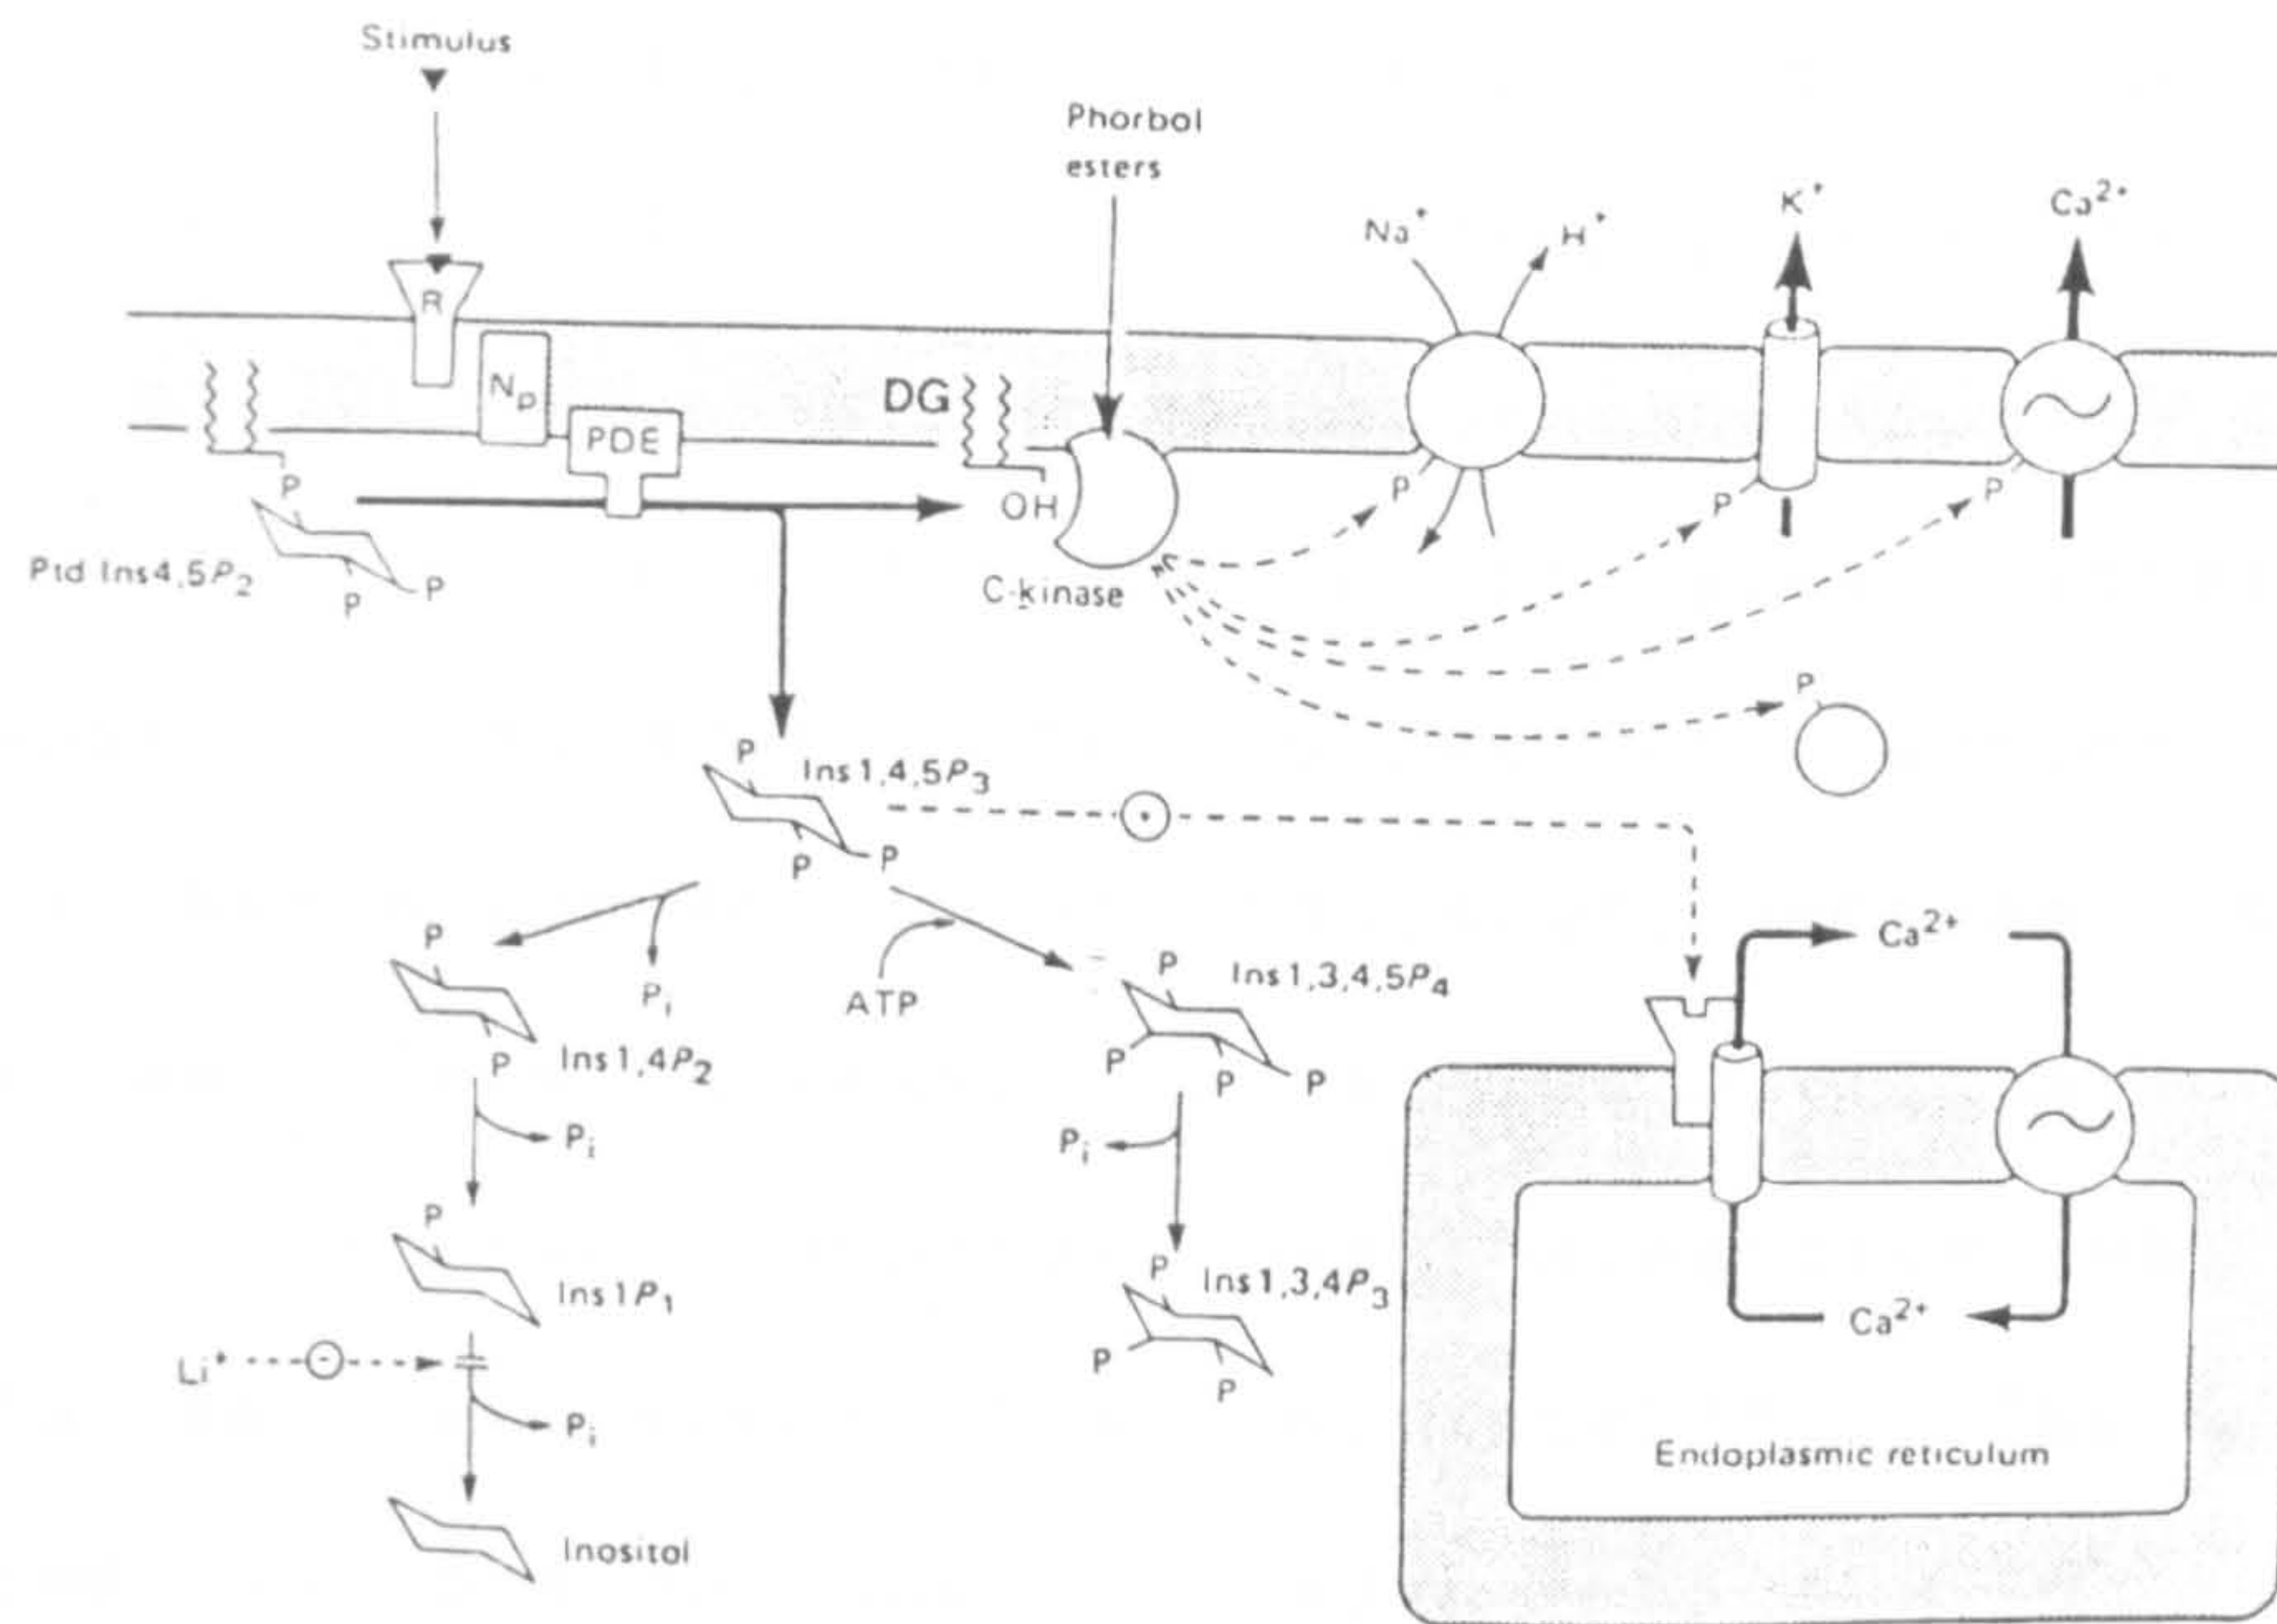 Stimulus
Phorbol
esters
Na⁺
H⁺
K⁺
Ca²⁺
R
Nₚ
PDE
DG
OH
C-kinase
P
P
P
P
P
P
Ptd Ins4,5P₂
P
P
Ins1,4,5P₃
P
P
P
Pᵢ
ATP
P
Ins1,4P₂
P
Ins1,3,4,5P₄
P
P
P
P
Ca²⁺
Pᵢ
Pᵢ
P
Ins1P₁
P
Ins1,3,4P₃
P
P
Ca²⁺
Li⁺
-
Pᵢ
Inositol
Endoplasmic reticulum